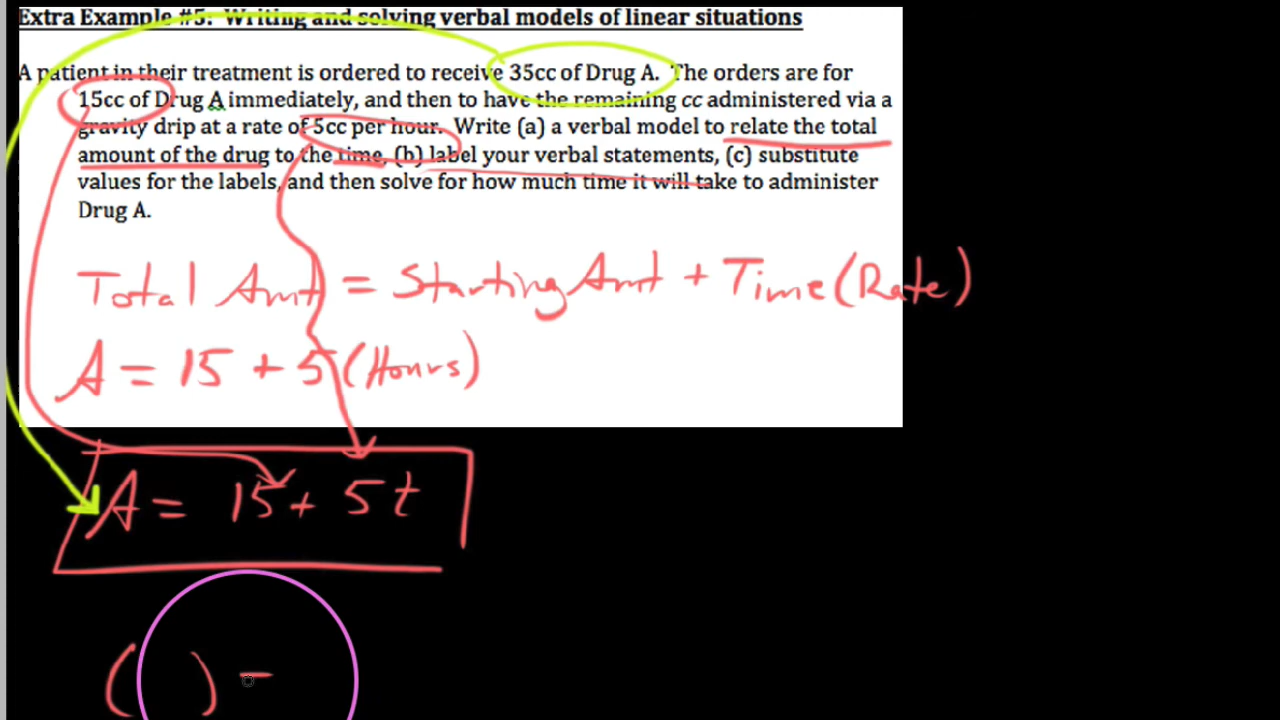 Extra Example #5: Writing and solving verbal models of linear situations
A patient in their treatment is ordered to receive 35cc of Drug A. The orders are for
15cc of Drug A immediately, and then to have the remaining cc administered via a
gravity drip at a rate of 5cc per hour. Write (a) a verbal model to relate the total
amount of the drug to the time, (b) label your verbal statements, (c) substitute
values for the labels, and then solve for how much time it will take to administer
Drug A.
Total Amt = Starting Amt + Time (Rate)
A = 15 + 5 (Hours)
A = 15 + 5t
( ) -